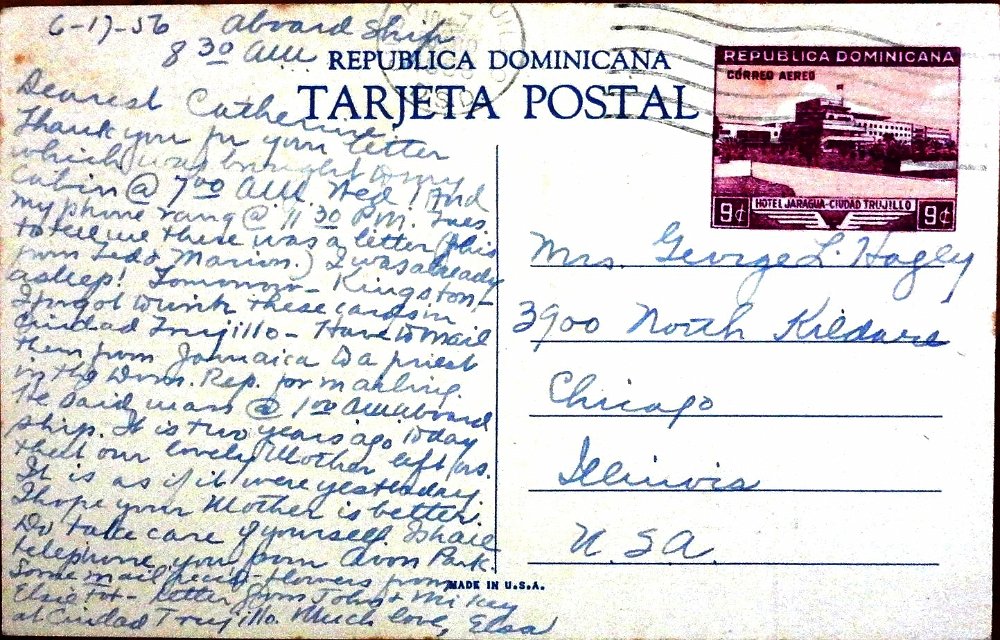 6-17-56 Aboard Ship
8 30 AM
REPUBLICA DOMINICANA
TARJETA POSTAL
REPUBLICA DOMINICANA
CORREO AEREO
HOTEL JARAGUA-CIUDAD TRUJILLO
9¢ 9¢
Dearest Catherine,
Thank you for your letter
which was brought to my
Cabin @ 7 00 AM. Wed. And
my phone rang @ 11 30 PM. Tues.
to tell me there was a letter (this
from Marion.) I was already
asleep! Tomorrow - Kingston -
I forgot to write these cards in
Ciudad Trujillo - Have to mail
them from Jamaica to a priest
in the Dom. Rep. for mailing.
He said mass @ 1 00 AM aboard
ship. It is two years ago today
that our lovely Mother left us.
It is as if it were yesterday.
I hope your Mother is better.
Do take care of yourself. I shall
telephone you from Avon Park.
Some mail - flowers from
Elsie - letter from John & Mikey
at Ciudad Trujillo. Much love, Elsa
Mrs. George L. Hagley
3900 North Kildare
Chicago
Illinois
U.S.A.
MADE IN U.S.A.